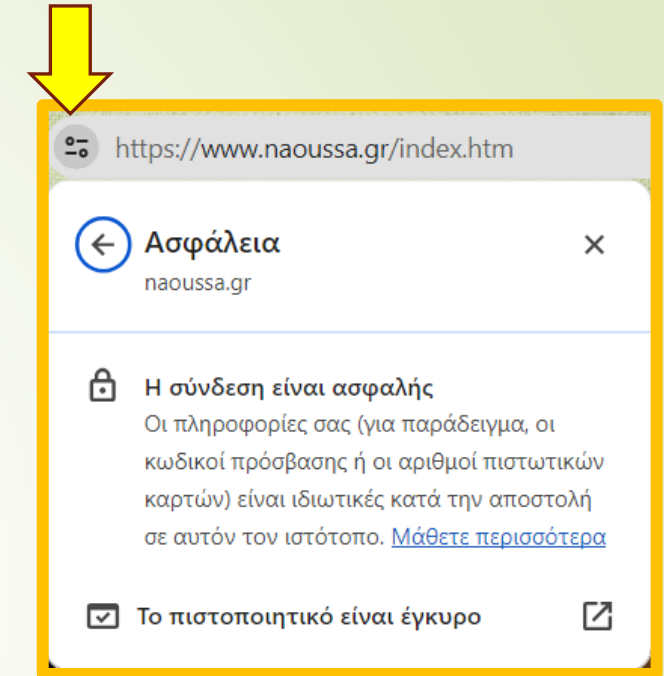 https://www.naoussa.gr/index.htm
Ασφάλεια
naoussa.gr
Η σύνδεση είναι ασφαλής
Οι πληροφορίες σας (για παράδειγμα, οι
κωδικοί πρόσβασης ή οι αριθμοί πιστωτικών
καρτών) είναι ιδιωτικές κατά την αποστολή
σε αυτόν τον ιστότοπο. Μάθετε περισσότερα
Το πιστοποιητικό είναι έγκυρο